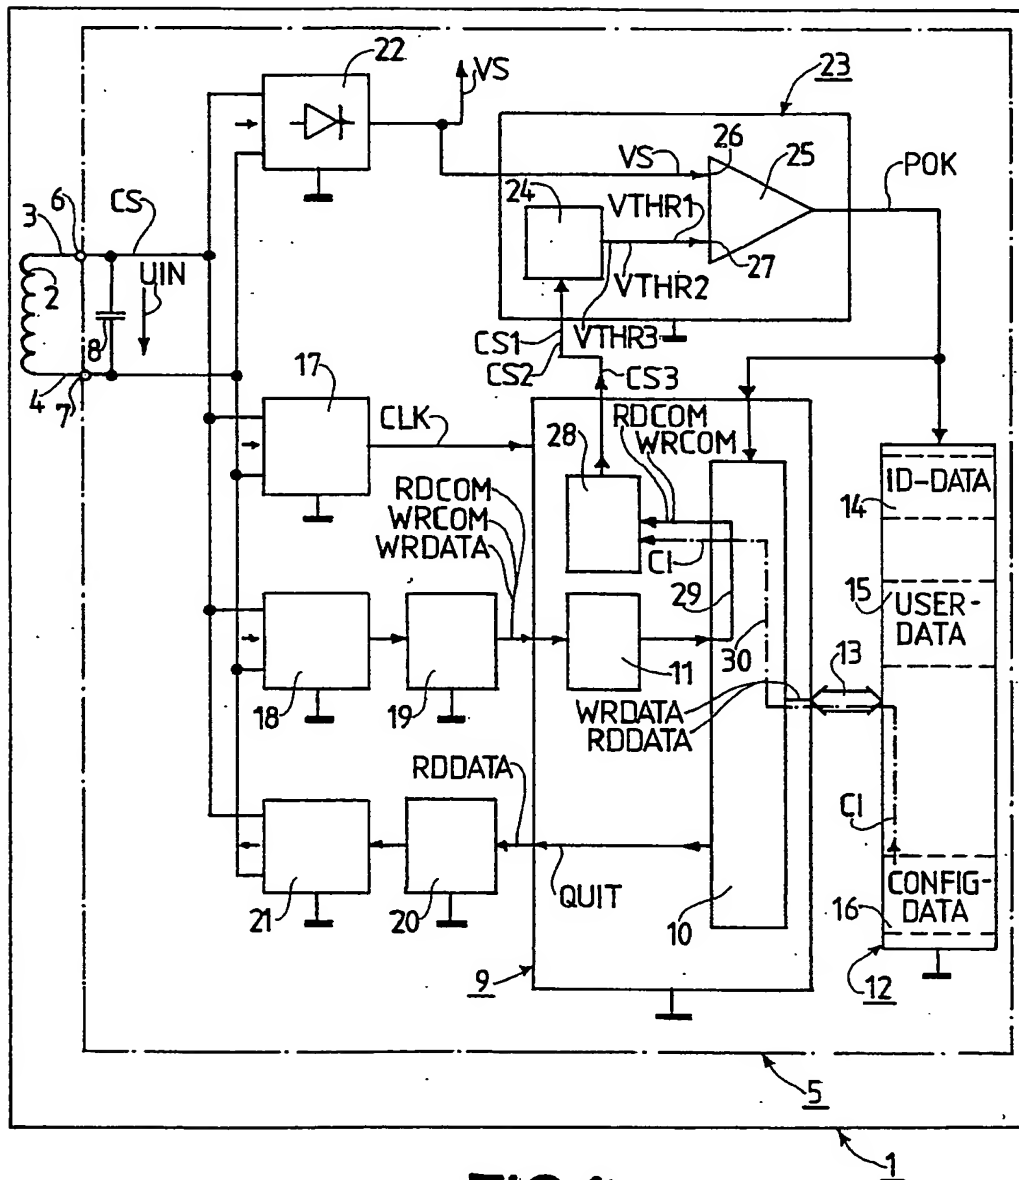 22
VS
23
26
25
VS
POK
24
VTHR1
6
CS
3
27
UIN
2
VTHR2
8
VTHR3
CS1
CS2
17
4
7
CS3
CLK
RDCOM
WRCOM
28
ID-DATA
RDCOM
WRCOM
WRDATA
14
CI
29
15
USER-
DATA
30
13
11
18
19
WRDATA
RDDATA
RDDATA
CI
QUIT
CONFIG-
DATA
21
20
10
16
9
12
5
1